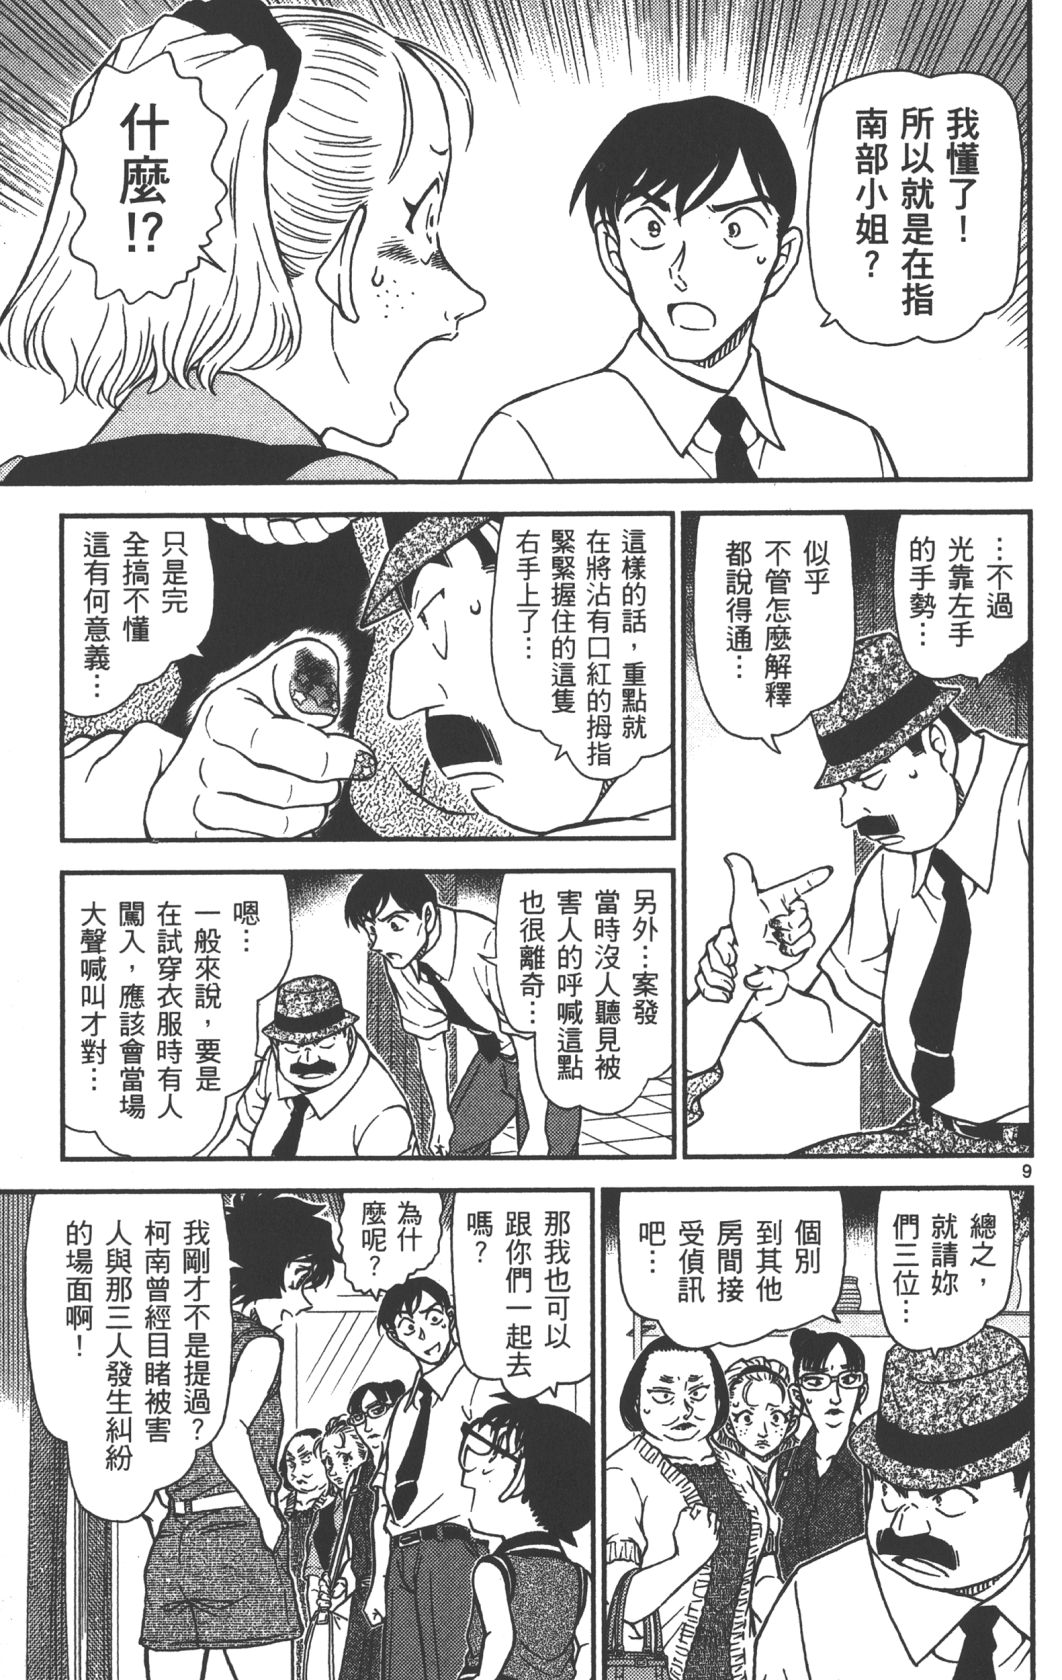 我懂了！
所以就是在指
南部小姐？
什麼!?
…不過
光靠左手
的手勢…
似乎
不管怎麼解釋
都說得通…
這樣的話，重點就
在將沾有口紅的拇指
緊緊握住的這隻
右手上了…
只是完
全搞不懂
這有何意義…
另外…案發
當時沒人聽見被
害人的呼喊這點
也很離奇…
嗯…
一般來說，要是
在試穿衣服時有人
闖入，應該會當場
大聲喊叫才對…
9
總之，
就請妳
們三位…
個別
到其他
房間接
受偵訊
吧…
那我也可以
跟你們一起去
嗎？
為什
麼呢？
我剛才不是提過？
柯南曾經目睹被害
人與那三人發生糾紛
的場面啊！